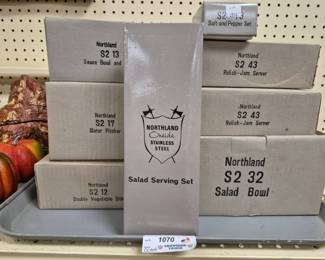 Northland
S2 13
Sauce Bowl and
Northland
S2 17
Water Pitcher
Northland
S2 12
Double Vegetable Dish
NORTHLAND
Oneida
STAINLESS
STEEL
Salad Serving Set
1070
S2
Salt and Pepper Set
Northland
S2 43
Relish-Jam Server
Northland
S2 43
Relish-Jam Server
Northland
S2 32
Salad Bowl